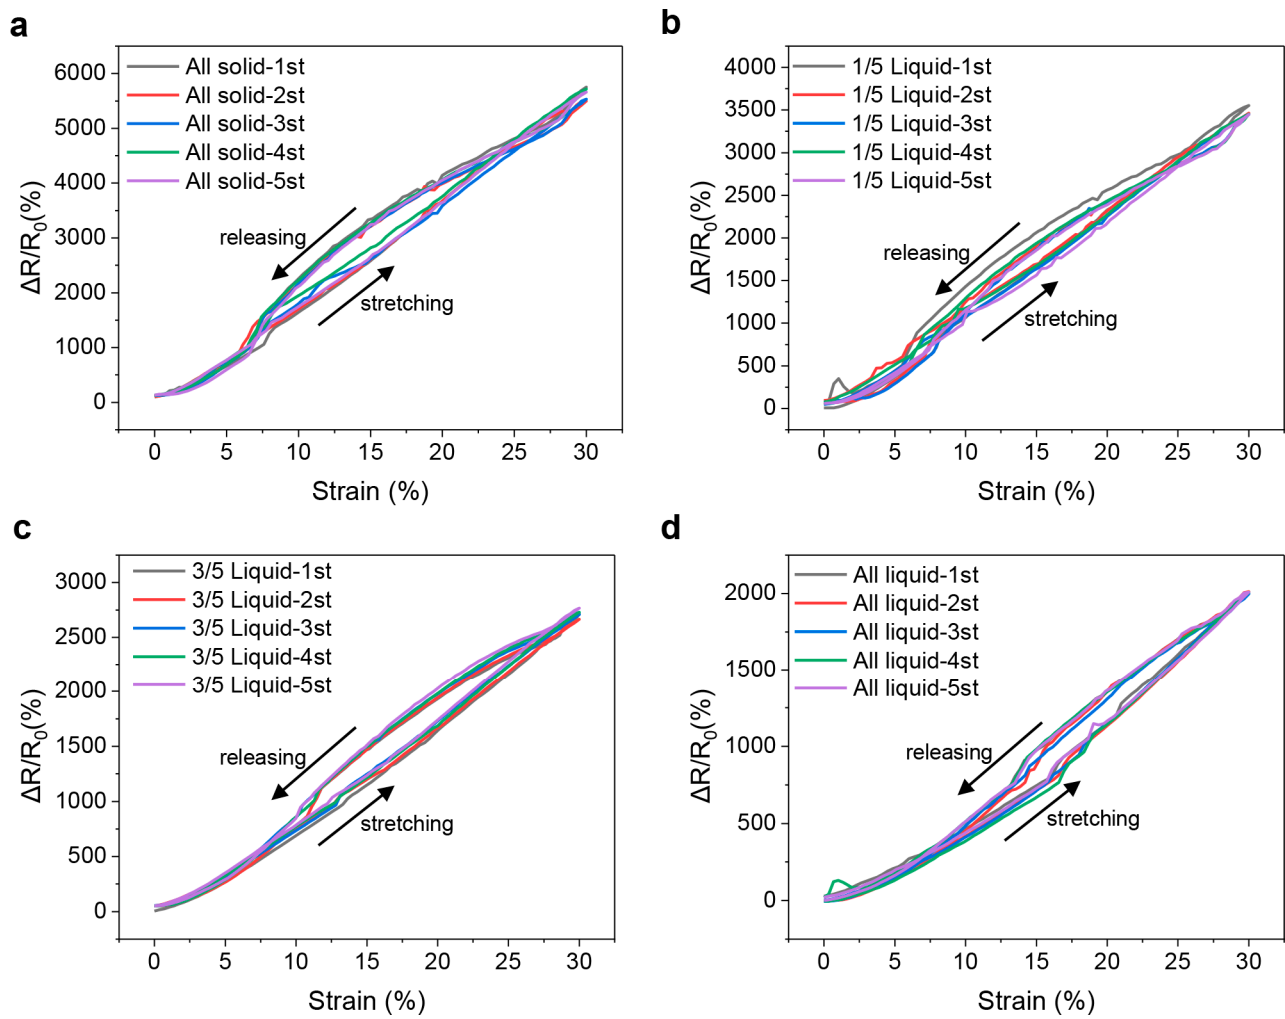 a
All solid-1st
All solid-2st
All solid-3st
All solid-4st
All solid-5st
releasing
stretching
6000
5000
4000
3000
2000
1000
0
0 5 10 15 20 25 30
ΔR/R0(%)
Strain (%)
b
1/5 Liquid-1st
1/5 Liquid-2st
1/5 Liquid-3st
1/5 Liquid-4st
1/5 Liquid-5st
releasing
stretching
4000
3500
3000
2500
2000
1500
1000
500
0
0 5 10 15 20 25 30
ΔR/R0(%)
Strain (%)
c
3/5 Liquid-1st
3/5 Liquid-2st
3/5 Liquid-3st
3/5 Liquid-4st
3/5 Liquid-5st
releasing
stretching
3000
2500
2000
1500
1000
500
0
0 5 10 15 20 25 30
ΔR/R0(%)
Strain (%)
d
All liquid-1st
All liquid-2st
All liquid-3st
All liquid-4st
All liquid-5st
releasing
stretching
2000
1500
1000
500
0
0 5 10 15 20 25 30
ΔR/R0(%)
Strain (%)